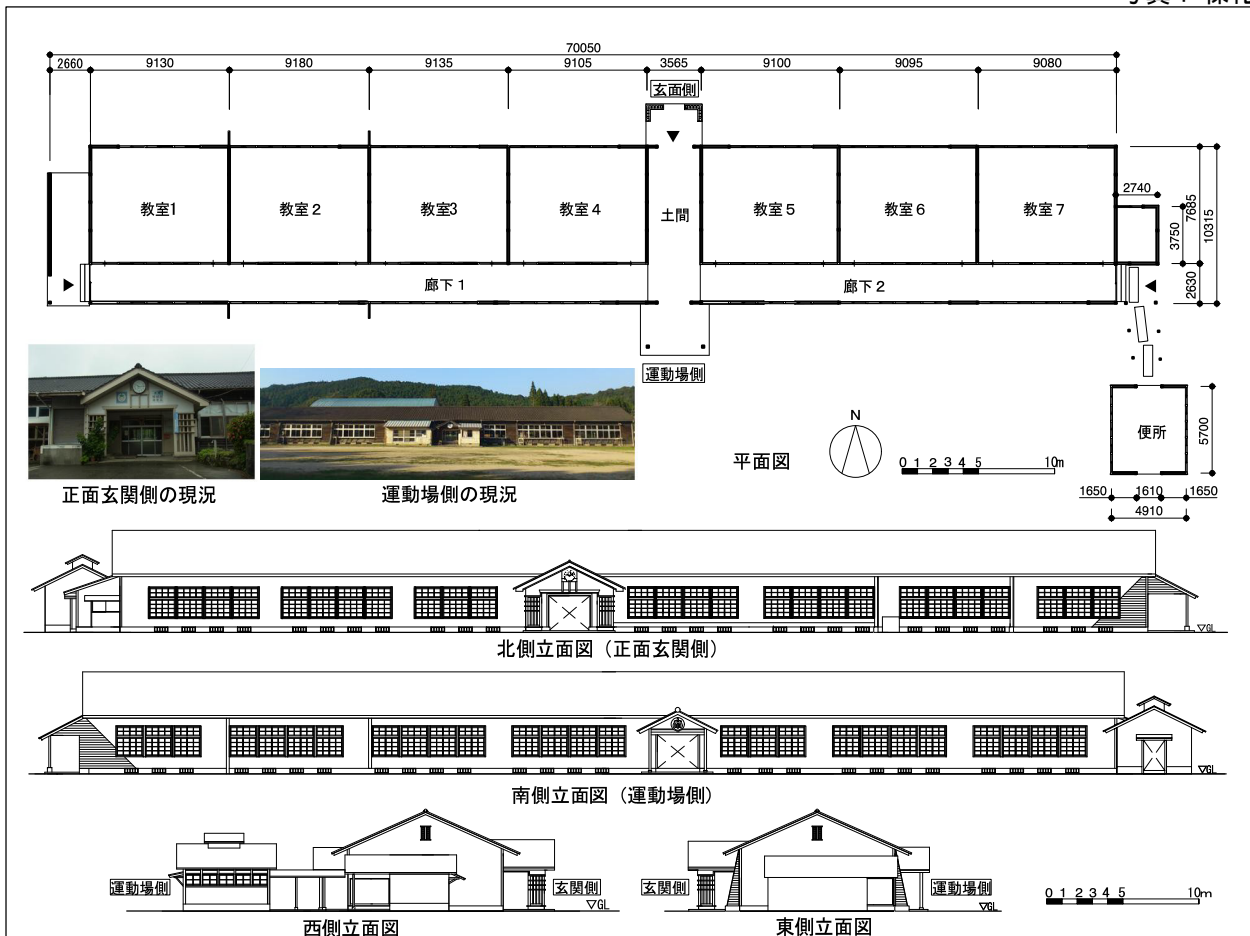 70050
2660 9130 9180 9135 9105 3565 9100 9095 9080
玄面側
教室1 教室2 教室3 教室4 土間 教室5 教室6 教室7
2740
3750
7685
10315
2630
廊下1 廊下2
運動場側
正面玄関側の現況
運動場側の現況
平面図
N
0 1 2 3 4 5 10m
便所
5700
1650 1610 1650
4910
▽GL
北側立面図（正面玄関側）
▽GL
南側立面図（運動場側）
運動場側
玄関側
▽GL
西側立面図
玄関側
運動場側
▽GL
東側立面図
0 1 2 3 4 5 10m